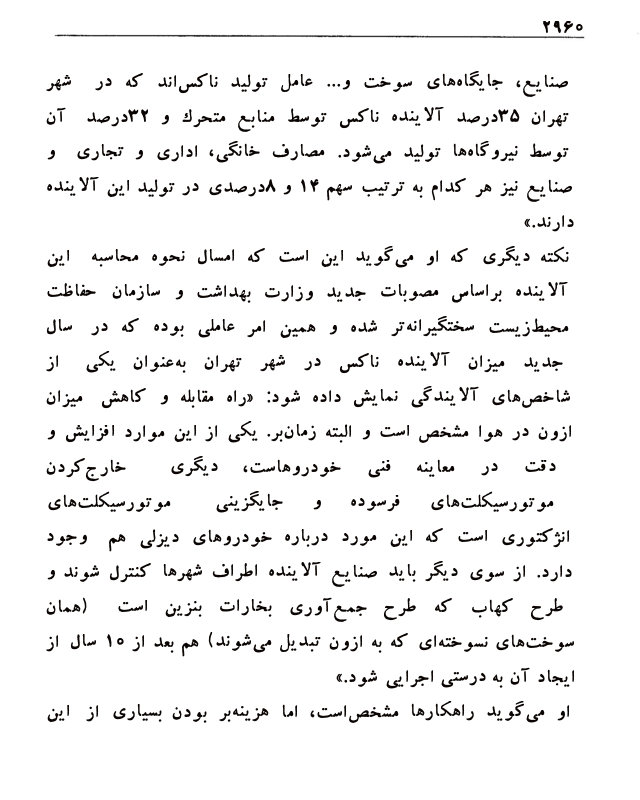 ۲۹۶۰
صنایع، جایگاه‌های سوخت و... عامل تولید ناکس‌اند که در شهر
تهران ۳۵درصد آلاینده ناکس توسط منابع متحرك و ۳۲درصد آن
توسط نیروگاه‌ها تولید می‌شود. مصارف خانگی، اداری و تجاری و
صنایع نیز هر کدام به ترتیب سهم ۱۴ و ۸درصدی در تولید این آلاینده
دارند.»
نکته دیگری که او می‌گوید این است که امسال نحوه محاسبه این
آلاینده براساس مصوبات جدید وزارت بهداشت و سازمان حفاظت
محیط‌زیست سختگیرانه‌تر شده و همین امر عاملی بوده که در سال
جدید میزان آلاینده ناکس در شهر تهران به‌عنوان یکی از
شاخص‌های آلایندگی نمایش داده شود: «راه مقابله و کاهش میزان
ازون در هوا مشخص است و البته زمان‌بر. یکی از این موارد افزایش و
دقت در معاینه فنی خودروهاست، دیگری خارج‌کردن
موتورسیکلت‌های فرسوده و جایگزینی موتورسیکلت‌های
انژکتوری است که این مورد درباره خودروهای دیزلی هم وجود
دارد. از سوی دیگر باید صنایع آلاینده اطراف شهرها کنترل شوند و
طرح کهاب که طرح جمع‌آوری بخارات بنزین است (همان
سوخت‌های نسوخته‌ای که به ازون تبدیل می‌شوند) هم بعد از ۱۰ سال از
ایجاد آن به درستی اجرایی شود.»
او می‌گوید راهکارها مشخص‌است، اما هزینه‌بر بودن بسیاری از این